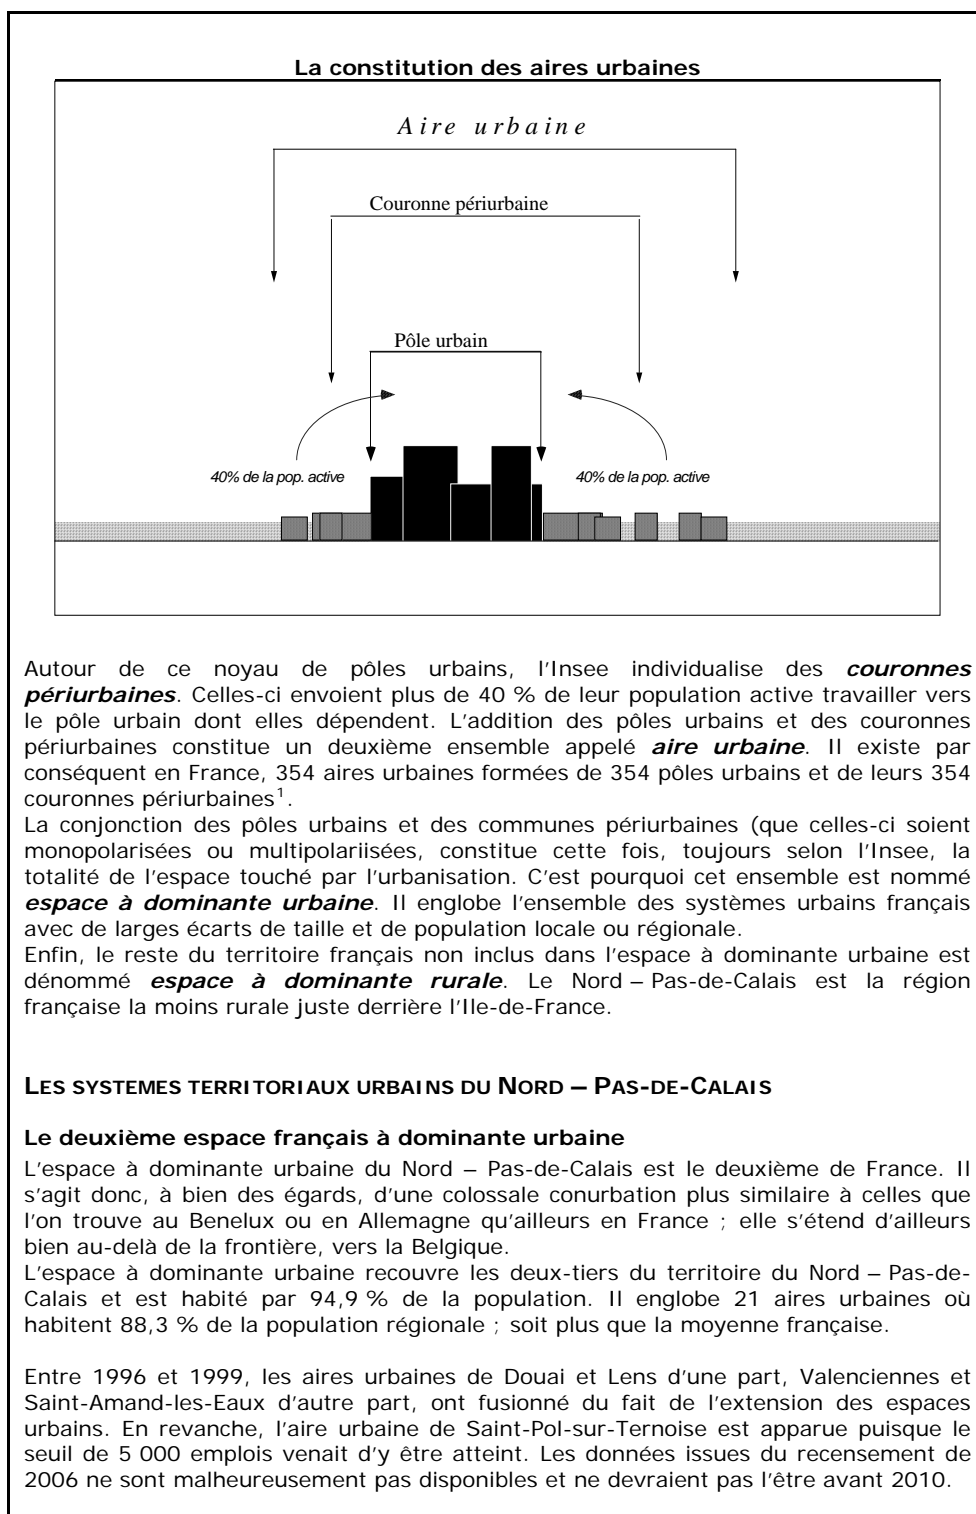 La constitution des aires urbaines
Aire urbaine
Couronne périurbaine
Pôle urbain
40% de la pop. active
40% de la pop. active
Autour de ce noyau de pôles urbains, l'Insee individualise des couronnes
périurbaines. Celles-ci envoient plus de 40 % de leur population active travailler vers
le pôle urbain dont elles dépendent. L'addition des pôles urbains et des couronnes
périurbaines constitue un deuxième ensemble appelé aire urbaine. Il existe par
conséquent en France, 354 aires urbaines formées de 354 pôles urbains et de leurs 354
couronnes périurbaines1.
La conjonction des pôles urbains et des communes périurbaines (que celles-ci soient
monopolarisées ou multipolariisées, constitue cette fois, toujours selon l'Insee, la
totalité de l'espace touché par l'urbanisation. C'est pourquoi cet ensemble est nommé
espace à dominante urbaine. Il englobe l'ensemble des systèmes urbains français
avec de larges écarts de taille et de population locale ou régionale.
Enfin, le reste du territoire français non inclus dans l'espace à dominante urbaine est
dénommé espace à dominante rurale. Le Nord – Pas-de-Calais est la région
française la moins rurale juste derrière l'Ile-de-France.
LES SYSTEMES TERRITORIAUX URBAINS DU NORD – PAS-DE-CALAIS
Le deuxième espace français à dominante urbaine
L'espace à dominante urbaine du Nord – Pas-de-Calais est le deuxième de France. Il
s'agit donc, à bien des égards, d'une colossale conurbation plus similaire à celles que
l'on trouve au Benelux ou en Allemagne qu'ailleurs en France ; elle s'étend d'ailleurs
bien au-delà de la frontière, vers la Belgique.
L'espace à dominante urbaine recouvre les deux-tiers du territoire du Nord – Pas-de-
Calais et est habité par 94,9 % de la population. Il englobe 21 aires urbaines où
habitent 88,3 % de la population régionale ; soit plus que la moyenne française.
Entre 1996 et 1999, les aires urbaines de Douai et Lens d'une part, Valenciennes et
Saint-Amand-les-Eaux d'autre part, ont fusionné du fait de l'extension des espaces
urbains. En revanche, l'aire urbaine de Saint-Pol-sur-Ternoise est apparue puisque le
seuil de 5 000 emplois venait d'y être atteint. Les données issues du recensement de
2006 ne sont malheureusement pas disponibles et ne devraient pas l'être avant 2010.